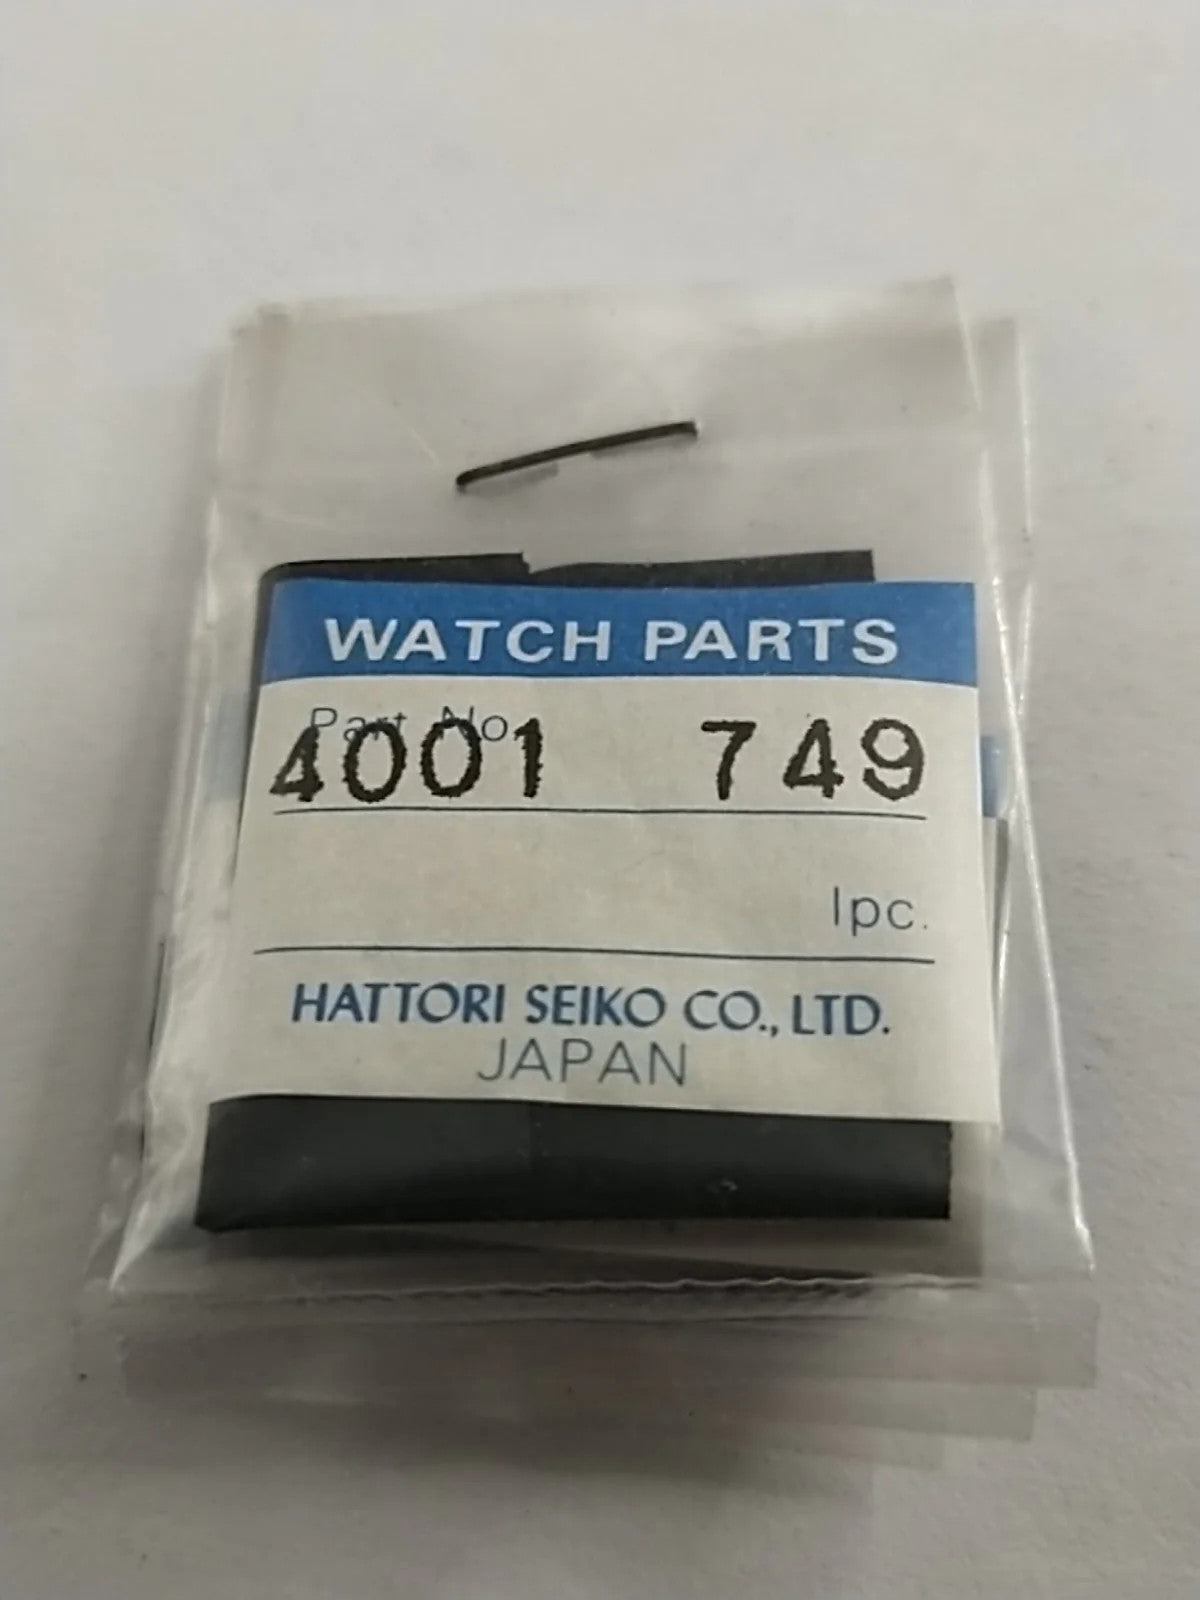 WATCH PARTS
Part No.
4001 749
1pc.
HATTORI SEIKO CO., LTD.
JAPAN